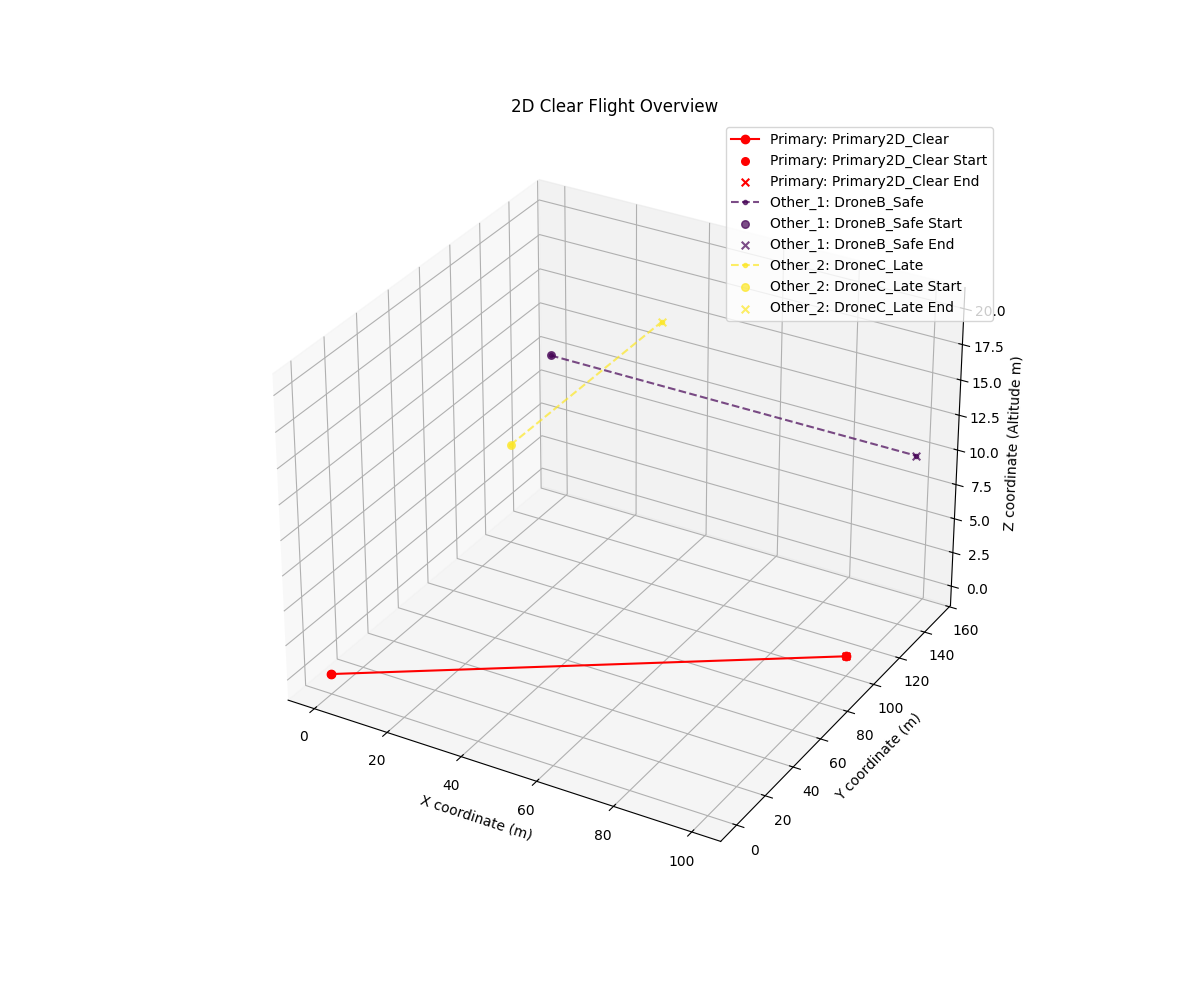 2D Clear Flight Overview
Primary: Primary2D_Clear
Primary: Primary2D_Clear Start
Primary: Primary2D_Clear End
Other_1: DroneB_Safe
Other_1: DroneB_Safe Start
Other_1: DroneB_Safe End
Other_2: DroneC_Late
Other_2: DroneC_Late Start
Other_2: DroneC_Late End
20.0
17.5
15.0
12.5
10.0
7.5
5.0
2.5
0.0
Z coordinate (Altitude m)
160
140
120
100
80
60
40
20
0
Y coordinate (m)
0
20
40
60
80
100
X coordinate (m)